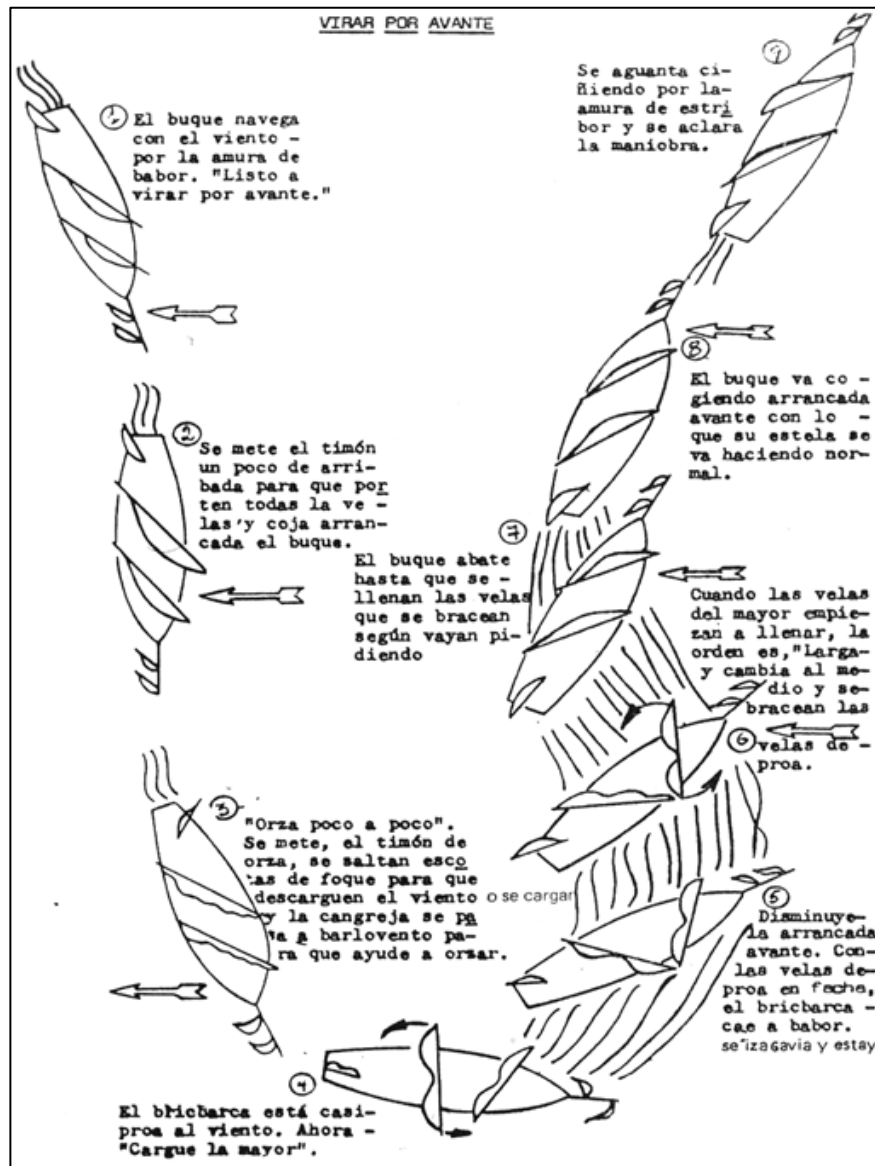 VIRAR POR AVANTE
1
El buque navega
con el viento -
por la amura de
babor. "Listo a
virar por avante."
2
Se mete el timón
un poco de arri-
bada para que por
ten todas la ve -
las'y coja arran-
cada el buque.
3
"Orza poco a poco".
Se mete, el timón de
orza, se saltan esco
tas de foque para que
descarguen el viento o se cargar
y la cangreja se pa
sa a barlovento pa-
ra que ayude a orsar.
4
El bricbarca está casi-
proa al viento. Ahora -
"Cargue la mayor".
5
Disminuye-
la arrancada
avante. Con-
las velas de-
proa en facha,
el bricbarca -
cae a babor.
se iza gavia y estay
6
Cuando las velas
del mayor empie-
zan a llenar, la
orden es,"Larga-
y cambia al me-
dio y se-
bracean las
velas de -
proa.
7
El buque abate
hasta que se -
llenan las velas
que se bracean
según vayan pi-
diendo
8
El buque va co -
giendo arrancada
avante con lo -
que su estela se
va haciendo nor-
mal.
9
Se aguanta ci-
ñiendo por la-
amura de estri
bor y se aclara
la maniobra.